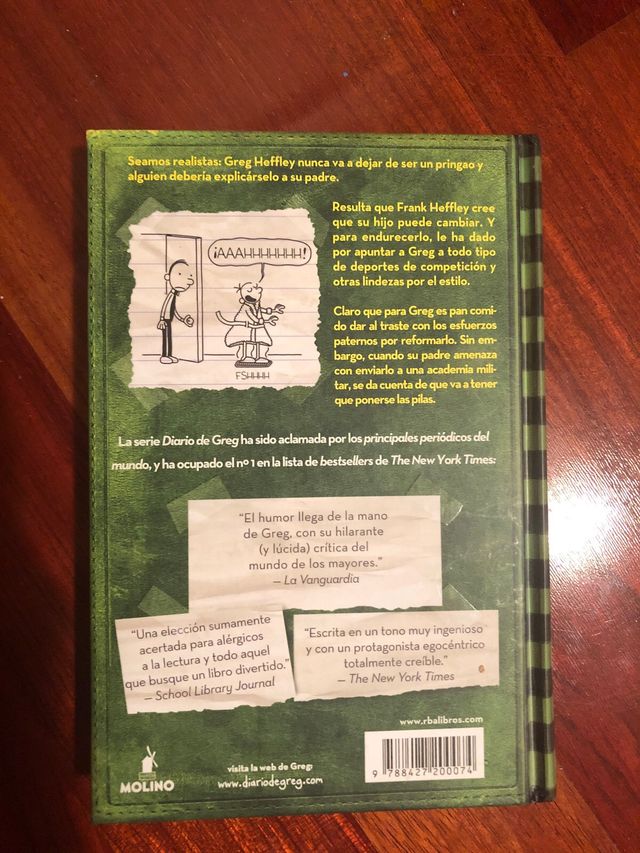 Seamos realistas: Greg Heffley nunca va a dejar de ser un pringao y
alguien debería explicárselo a su padre.
¡AAAHHHHHHH!
FSHHHH
Resulta que Frank Heffley cree
que su hijo puede cambiar. Y
para endurecerlo, le ha dado
por apuntar a Greg a todo tipo
de deportes de competición y
otras lindezas por el estilo.
Claro que para Greg es pan comi-
do dar al traste con los esfuerzos
paternos por reformarlo. Sin em-
bargo, cuando su padre amenaza
con enviarlo a una academia mili-
tar, se da cuenta de que va a tener
que ponerse las pilas.
La serie Diario de Greg ha sido aclamada por los principales periódicos del
mundo, y ha ocupado el nº 1 en la lista de bestsellers de The New York Times:
“El humor llega de la mano
de Greg, con su hilarante
(y lúcida) crítica del
mundo de los mayores.”
— La Vanguardia
“Una elección sumamente
acertada para alérgicos
a la lectura y todo aquel
que busque un libro divertido.”
— School Library Journal
“Escrita en un tono muy ingenioso
y con un protagonista egocéntrico
totalmente creíble.”
— The New York Times
www.rbalibros.com
9 788427 200074
visita la web de Greg:
www.diariodegreg.com
MOLINO